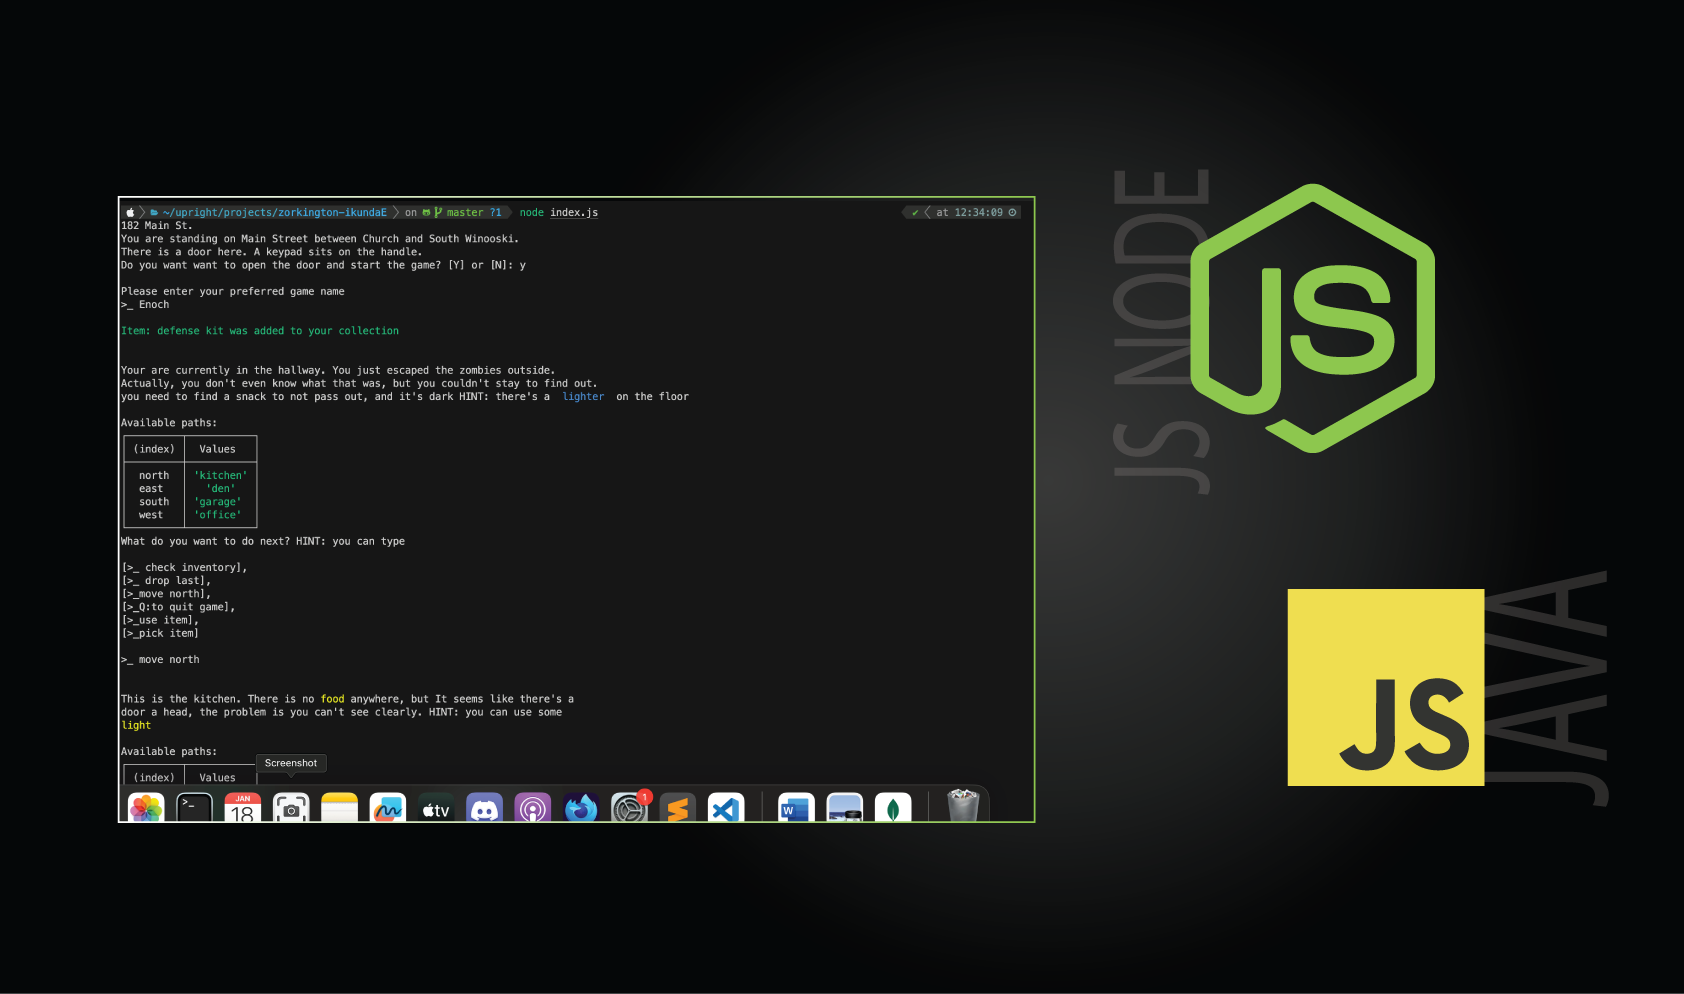 ~/upright/projects/zorkington-ikundaE on master ?1 node index.js ✔ at 12:34:09
182 Main St.
You are standing on Main Street between Church and South Winooski.
There is a door here. A keypad sits on the handle.
Do you want want to open the door and start the game? [Y] or [N]: y
Please enter your preferred game name
>_ Enoch
Item: defense kit was added to your collection
Your are currently in the hallway. You just escaped the zombies outside.
Actually, you don't even know what that was, but you couldn't stay to find out.
you need to find a snack to not pass out, and it's dark HINT: there's a lighter on the floor
Available paths:
(index) Values
north 'kitchen'
east 'den'
south 'garage'
west 'office'
What do you want to do next? HINT: you can type
[>_ check inventory],
[>_ drop last],
[>_move north],
[>_Q:to quit game],
[>_use item],
[>_pick item]
>_ move north
This is the kitchen. There is no food anywhere, but It seems like there's a
door a head, the problem is you can't see clearly. HINT: you can use some
light
Available paths:
(index) Values
Screenshot
>_
JAN
18
tv
1
W
JS NODE
JS
JS
JAVA